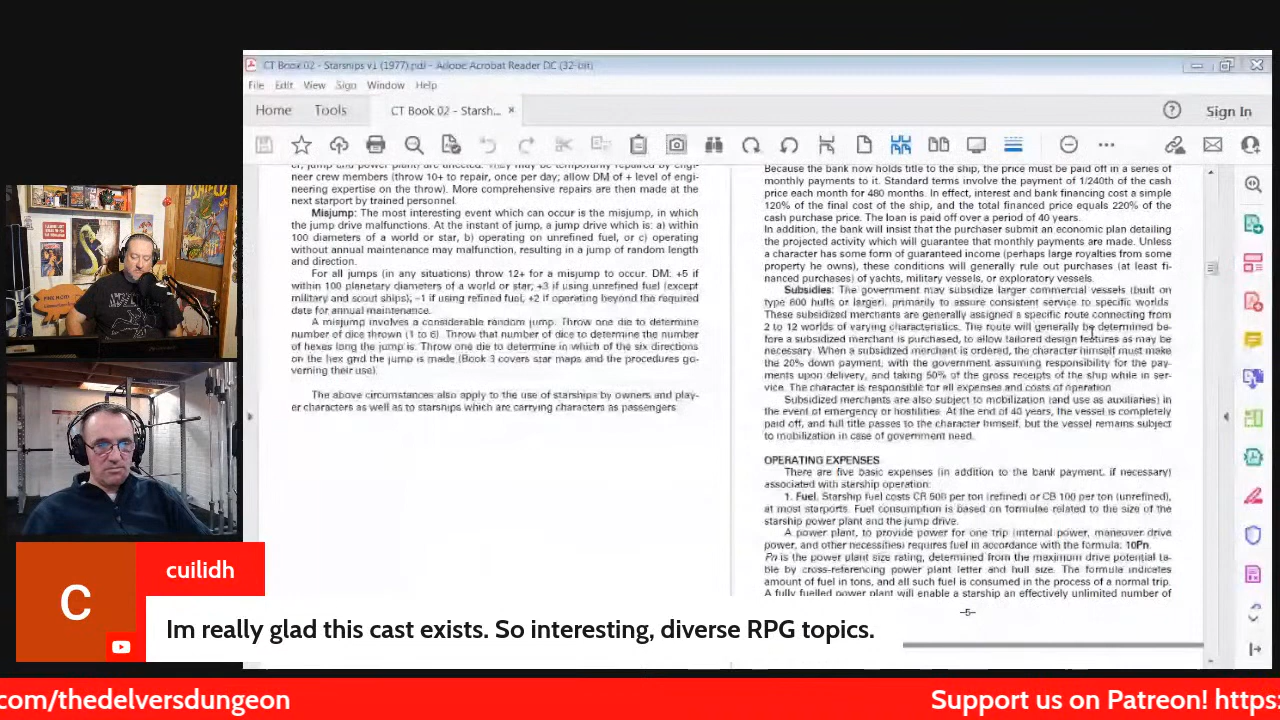 CT Book 02 - Starships v1 (1977).pdf - Adobe Acrobat Reader DC (32-bit)
File Edit View Sign Window Help
Home Tools CT Book 02 - Starsh... × Sign In
er, jump and power plant) are affected. They may be temporarily repaired by engi-
neer crew members (throw 10+ to repair, once per day; allow DM of + level of engi-
neering expertise on the throw). More comprehensive repairs are then made at the
next starport by trained personnel.
Misjump: The most interesting event which can occur is the misjump, in which
the jump drive malfunctions. At the instant of jump, a jump drive which is: a) within
100 diameters of a world or star, b) operating on unrefined fuel, or c) operating
without annual maintenance may malfunction, resulting in a jump of random length
and direction.
For all jumps (in any situations) throw 12+ for a misjump to occur. DM: +5 if
within 100 planetary diameters of a world or star; +3 if using unrefined fuel (except
military and scout ships); −1 if using refined fuel, +2 if operating beyond the required
date for annual maintenance.
A misjump involves a considerable random jump. Throw one die to determine
number of dice thrown (1 to 6). Throw that number of dice to determine the number
of hexes long the jump is. Throw one die to determine in which of the six directions
on the hex grid the jump is made (Book 3 covers star maps and the procedures go-
verning their use).
The above circumstances also apply to the use of starships by owners and play-
er characters as well as to starships which are carrying characters as passengers
Because the bank now holds title to the ship, the price must be paid off in a series of
monthly payments to it. Standard terms involve the payment of 1/240th of the cash
price each month for 480 months. In effect, interest and bank financing cost a simple
120% of the final cost of the ship, and the total financed price equals 220% of the
cash purchase price. The loan is paid off over a period of 40 years.
In addition, the bank will insist that the purchaser submit an economic plan detailing
the projected activity which will guarantee that monthly payments are made. Unless
a character has some form of guaranteed income (perhaps large royalties from some
property he owns), these conditions will generally rule out purchases (at least fi-
nanced purchases) of yachts, military vessels, or exploratory vessels.
Subsidies: The government may subsidize larger commercial vessels (built on
type 600 hulls or larger), primarily to assure consistent service to specific worlds.
These subsidized merchants are generally assigned a specific route connecting from
2 to 12 worlds of varying characteristics. The route will generally be determined be-
fore a subsidized merchant is purchased, to allow tailored design features as may be
necessary. When a subsidized merchant is ordered, the character himself must make
the 20% down payment, with the government assuming responsibility for the pay-
ments upon delivery, and taking 50% of the gross receipts of the ship while in ser-
vice. The character is responsible for all expenses and costs of operation.
Subsidized merchants are also subject to mobilization (and use as auxiliaries) in
the event of emergency or hostilities. At the end of 40 years, the vessel is completely
paid off, and full title passes to the character himself, but the vessel remains subject
to mobilization in case of government need.
OPERATING EXPENSES
There are five basic expenses (in addition to the bank payment, if necessary)
associated with starship operation:
1. Fuel. Starship fuel costs CR 500 per ton (refined) or CR 100 per ton (unrefined),
at most starports. Fuel consumption is based on formulae related to the size of the
starship power plant and the jump drive.
A power plant, to provide power for one trip (internal power, maneuver drive
power, and other necessities) requires fuel in accordance with the formula: 10Pn.
Pn is the power plant size rating, determined from the maximum drive potential ta-
ble by cross-referencing power plant letter and hull size. The formula indicates
amount of fuel in tons, and all such fuel is consumed in the process of a normal trip.
A fully fuelled power plant will enable a starship an effectively unlimited number of
–5–
C
cuilidh
Im really glad this cast exists. So interesting, diverse RPG topics.
com/thedelversdungeon
Support us on Patreon! https: